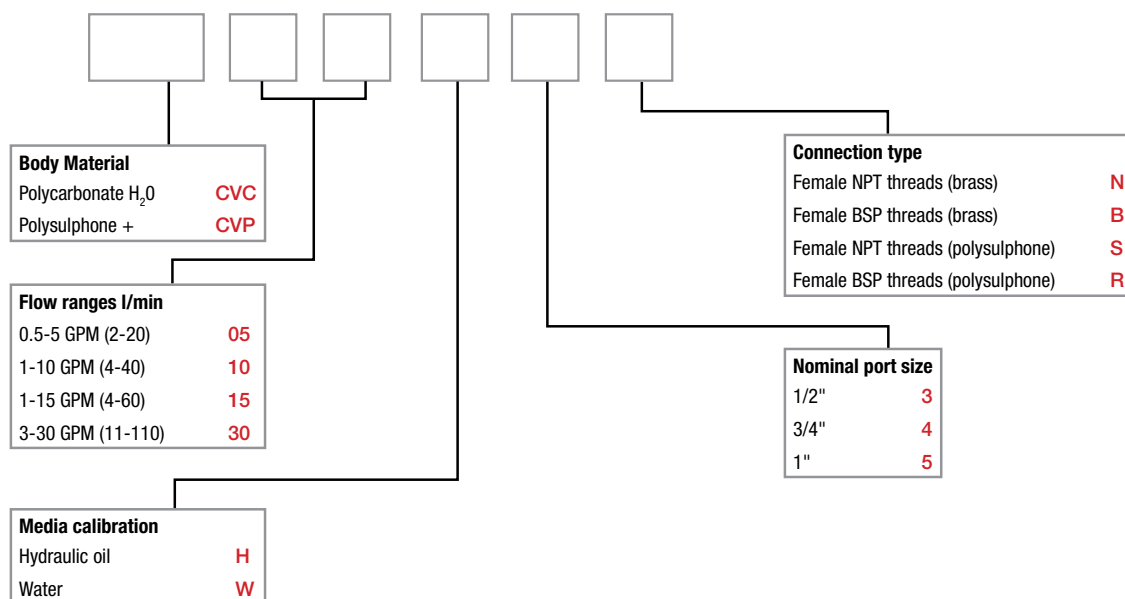 Body Material
Polycarbonate H₂O CVC
Polysulphone + CVP
Flow ranges l/min
0.5-5 GPM (2-20) 05
1-10 GPM (4-40) 10
1-15 GPM (4-60) 15
3-30 GPM (11-110) 30
Media calibration
Hydraulic oil H
Water W
Connection type
Female NPT threads (brass) N
Female BSP threads (brass) B
Female NPT threads (polysulphone) S
Female BSP threads (polysulphone) R
Nominal port size
1/2" 3
3/4" 4
1" 5